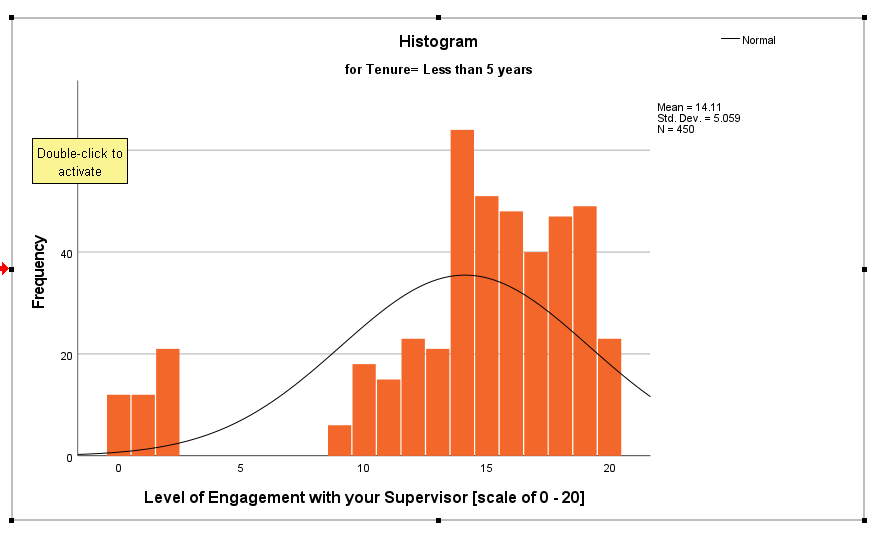 Histogram
Normal
for Tenure= Less than 5 years
Mean = 14.11
Std. Dev. = 5.059
N = 450
Double-click to
activate
Frequency
40
20
0
0 5 10 15 20
Level of Engagement with your Supervisor [scale of 0 - 20]